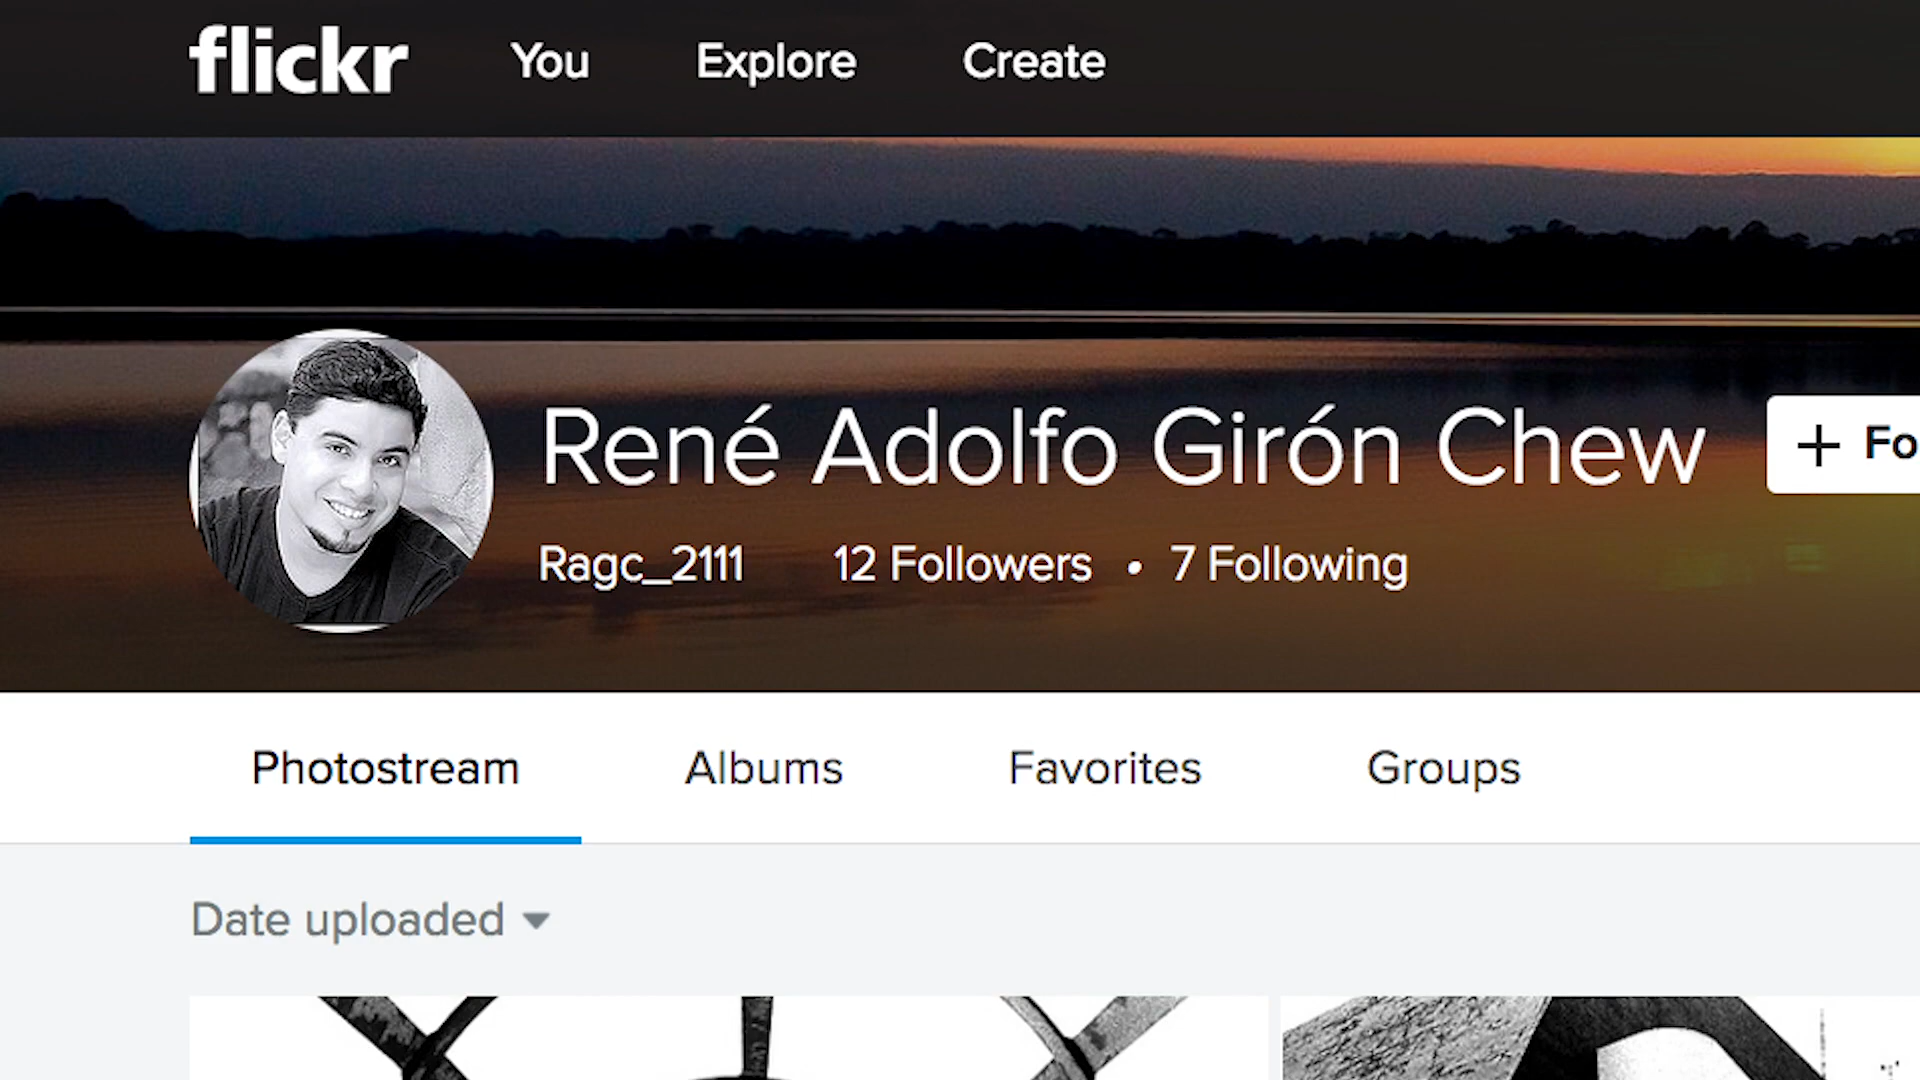 flickr You Explore Create
René Adolfo Girón Chew + Fo
Ragc_2111 12 Followers • 7 Following
Photostream Albums Favorites Groups
Date uploaded